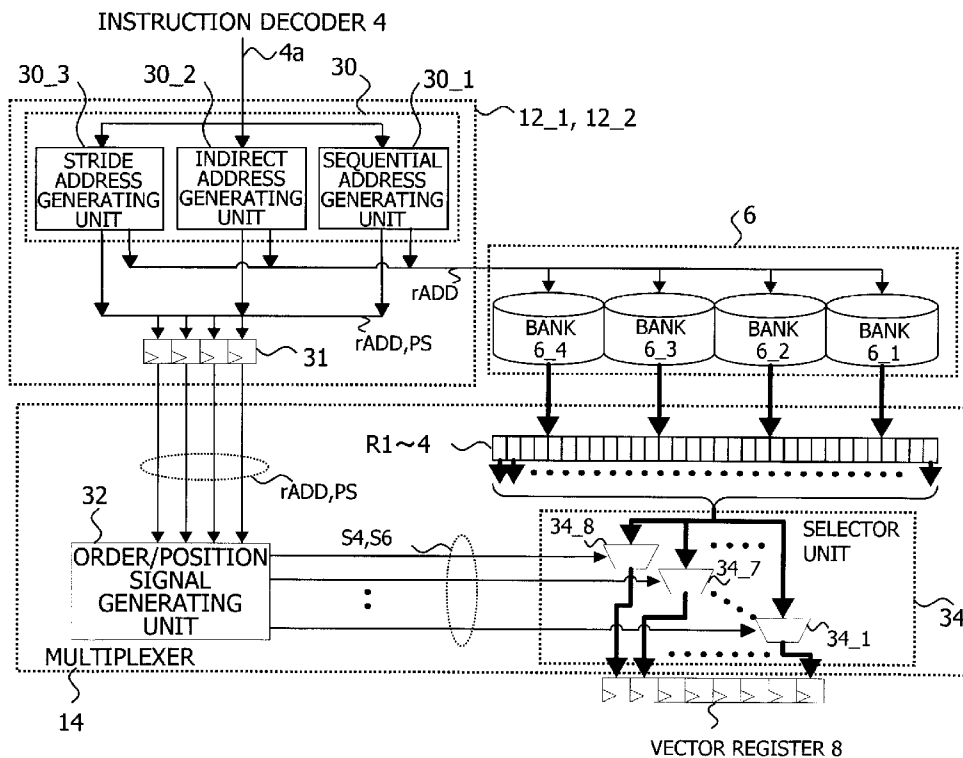 INSTRUCTION DECODER 4
4a
30_3
30_2
30
30_1
12_1, 12_2
STRIDE
ADDRESS
GENERATING
UNIT
INDIRECT
ADDRESS
GENERATING
UNIT
SEQUENTIAL
ADDRESS
GENERATING
UNIT
6
rADD
BANK
6_4
BANK
6_3
BANK
6_2
BANK
6_1
rADD,PS
31
R1~4
rADD,PS
32
ORDER/POSITION
SIGNAL
GENERATING
UNIT
S4,S6
34_8
SELECTOR
UNIT
34_7
34
34_1
MULTIPLEXER
14
VECTOR REGISTER 8